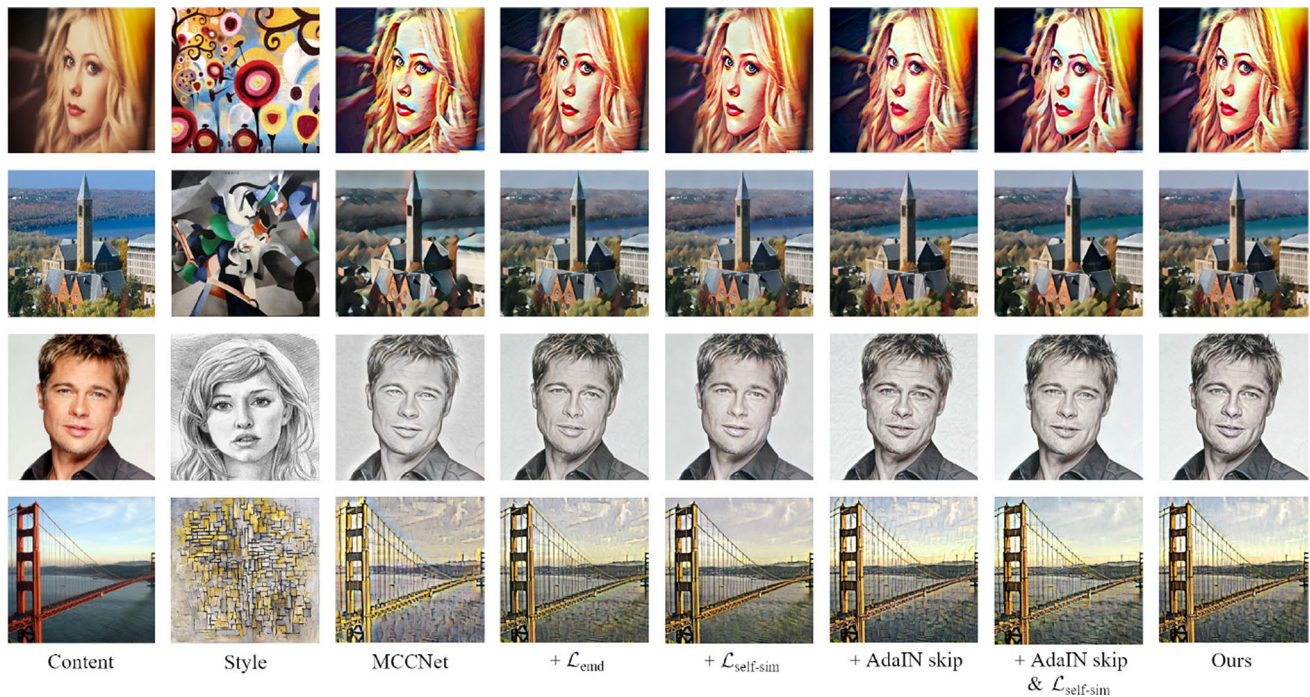 Content Style MCCNet + ℒemd + ℒself-sim + AdaIN skip + AdaIN skip Ours
& ℒself-sim